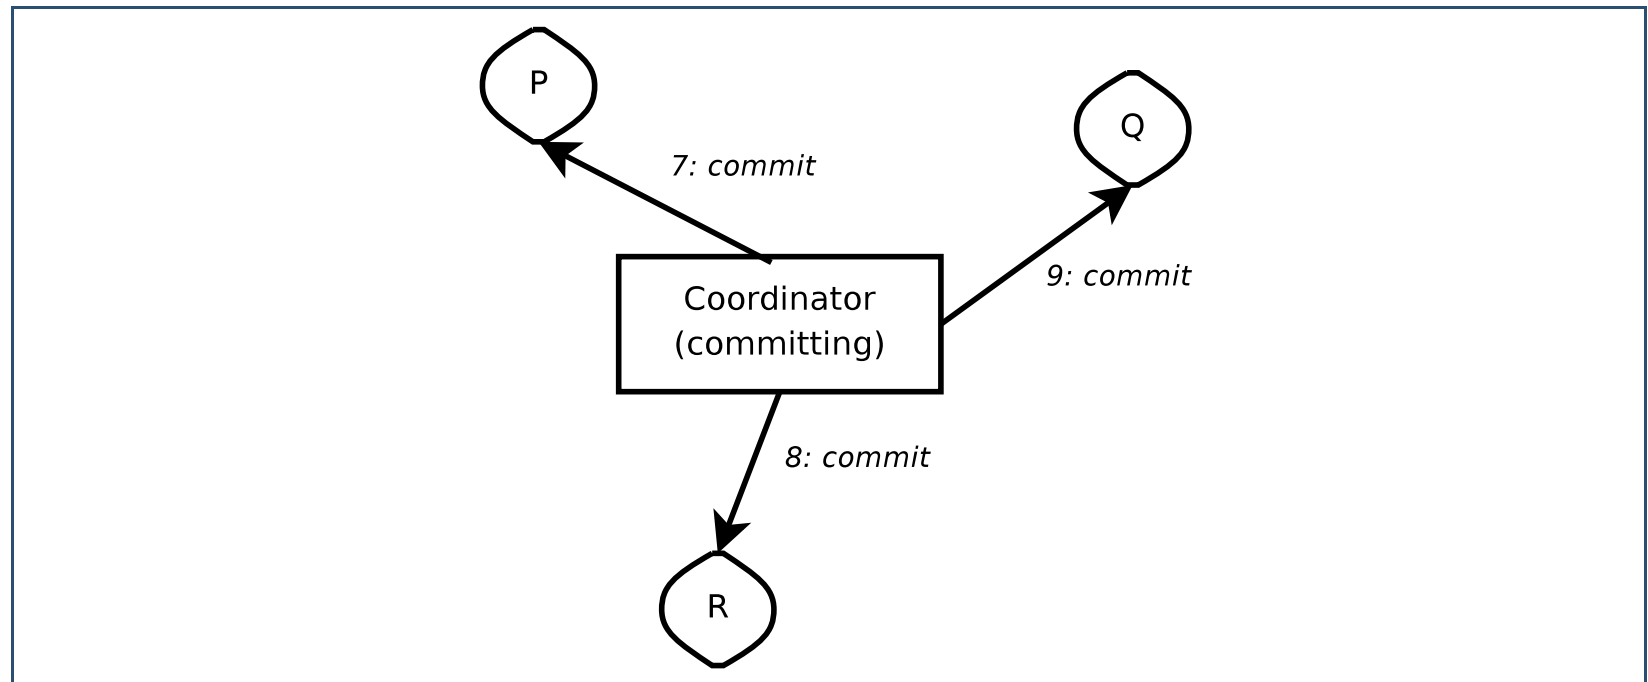 P
Q
7: commit
9: commit
Coordinator
(committing)
8: commit
R